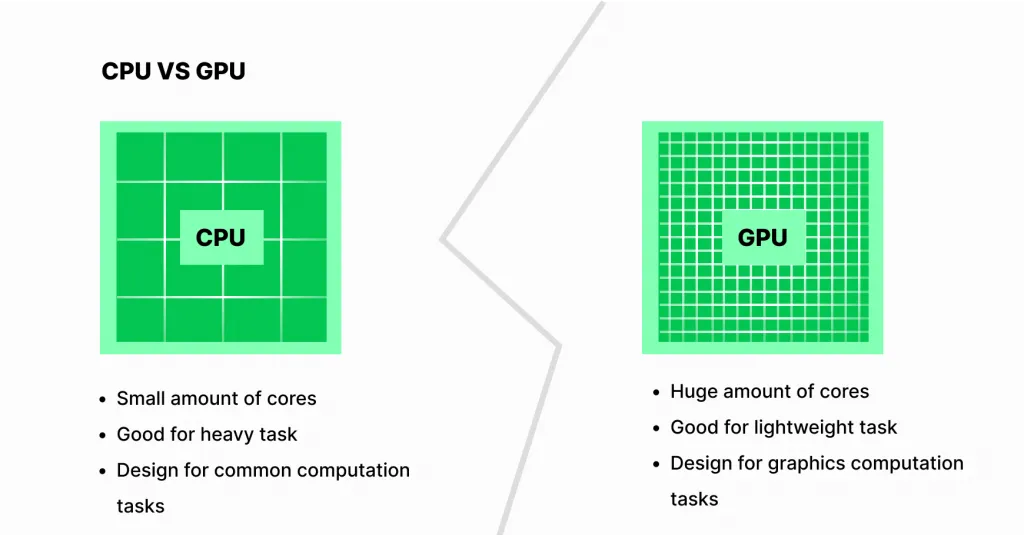 CPU VS GPU
CPU
• Small amount of cores
• Good for heavy task
• Design for common computation
tasks
GPU
• Huge amount of cores
• Good for lightweight task
• Design for graphics computation
tasks